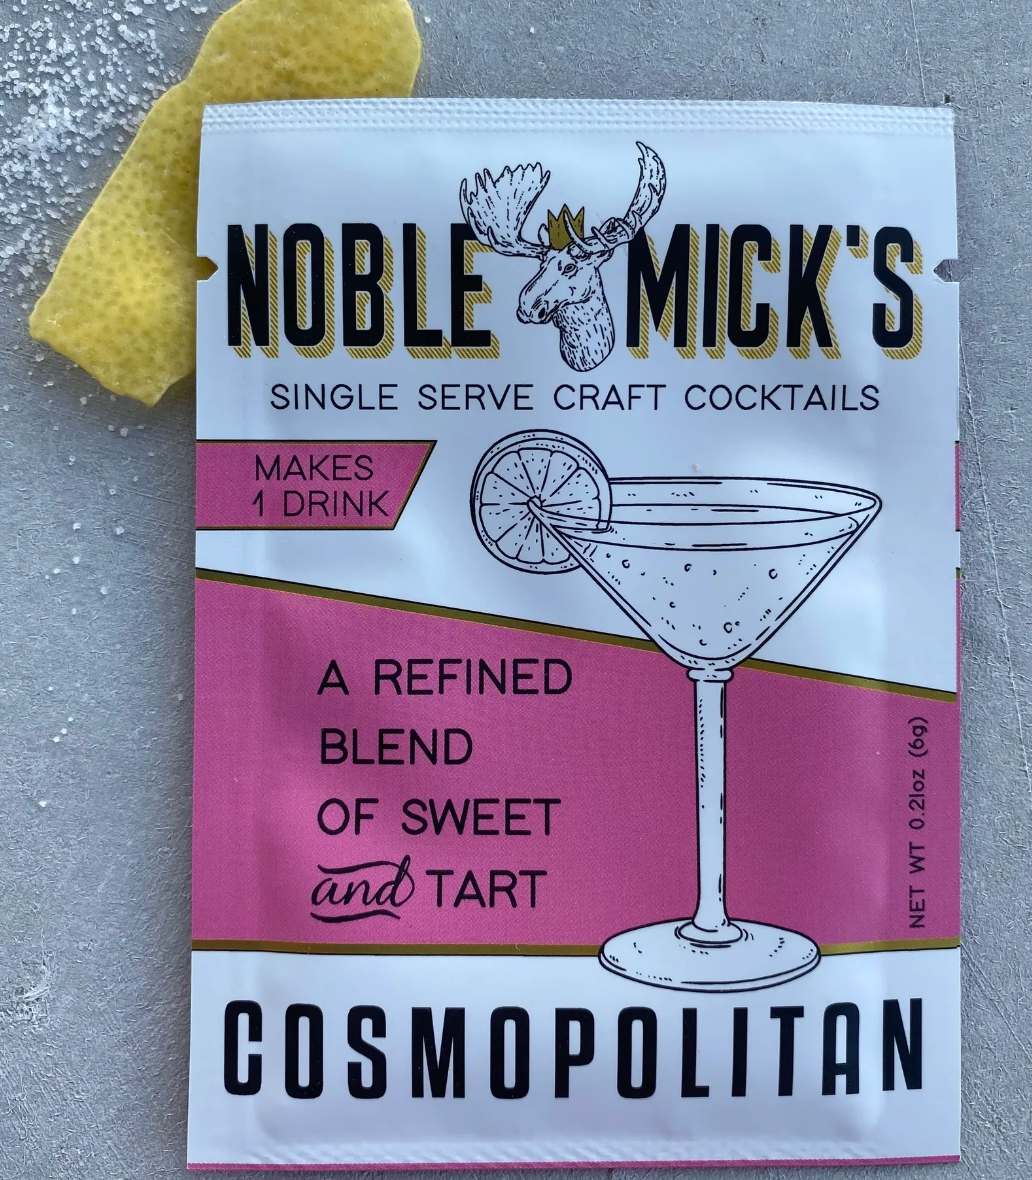 NOBLE MICK'S
SINGLE SERVE CRAFT COCKTAILS
MAKES
1 DRINK
A REFINED
BLEND
OF SWEET
and TART
NET WT 0.21oz (6g)
COSMOPOLITAN